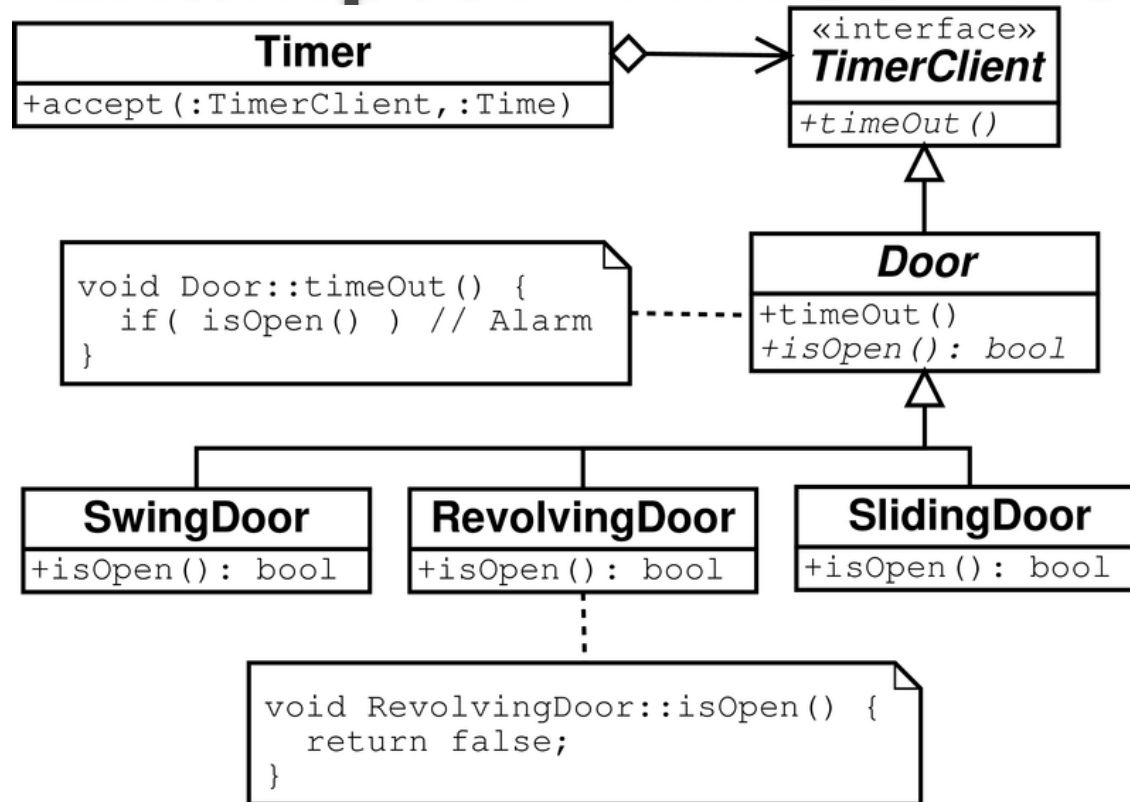 Timer
+accept(:TimerClient,:Time)
«interface»
TimerClient
+timeOut()
void Door::timeOut() {
if( isOpen() ) // Alarm
}
Door
+timeOut()
+isOpen(): bool
SwingDoor
+isOpen(): bool
RevolvingDoor
+isOpen(): bool
SlidingDoor
+isOpen(): bool
void RevolvingDoor::isOpen() {
return false;
}